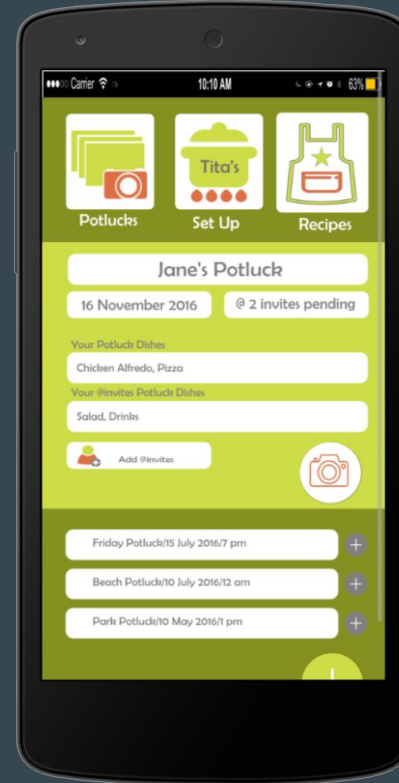 Carrier 10:10 AM 63%
Tita's
Potlucks Set Up Recipes
Jane's Potluck
16 November 2016 @ 2 invites pending
Your Potluck Dishes
Chicken Alfredo, Pizza
Your @invites Potluck Dishes
Salad, Drinks
Add @invites
Friday Potluck/15 July 2016/7 pm
Beach Potluck/10 July 2016/12 am
Park Potluck/10 May 2016/1 pm